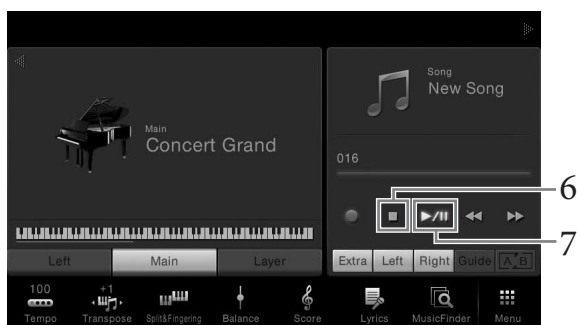 Main
Concert Grand
Left
Main
Layer
Song
New Song
016
Extra
Left
Right
Guide
A B
6
7
100
Tempo
+1
Transpose
Split&Fingering
Balance
Score
Lyrics
MusicFinder
Menu